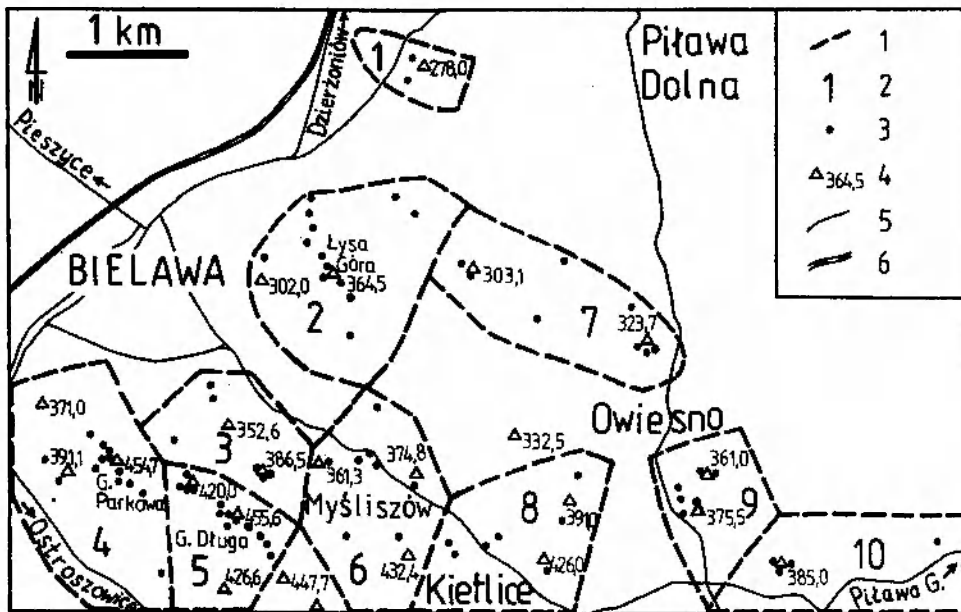 1 km
N
Dzierżoniów
Pieszyce
1
278,0
Piława
Dolna
1
1
2
3
364,5
4
5
6
BIELAWA
302,0
Łysa
Góra
364,5
2
303,1
7
323,7
371,0
391,1
454,7
G.
Parkowa
4
Ostroszowice
3
352,6
386,5
361,3
374,8
Myśliszów
420,0
455,6
G. Długa
5
426,6
447,7
6
432,4
Kietlice
332,5
8
391,0
426,0
Owiesno
361,0
9
375,5
385,0
10
Piława G.